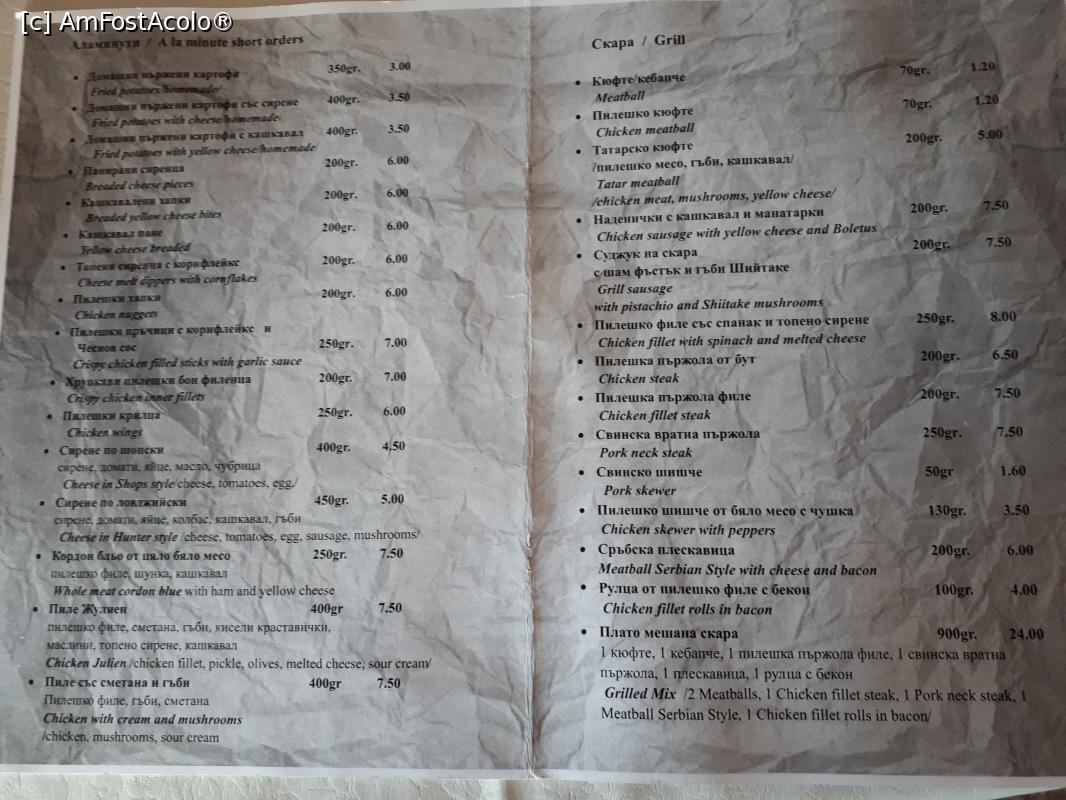 [c] AmFostAcolo®
Аламинути / A la minute short orders
• Домашни пържени картофи 350gr. 3.00
Fried potatoes/homemade/
• Домашни пържени картофи със сирене 400gr. 3.50
Fried potatoes with cheese/homemade/
• Домашни пържени картофи с кашкавал 400gr. 3.50
Fried potatoes with yellow cheese/homemade/
• Панирани сиренца 200gr. 6.00
Breaded cheese pieces
• Кашкавалени хапки 200gr. 6.00
Breaded yellow cheese bites
• Кашкавал пане 200gr. 6.00
Yellow cheese breaded
• Топени сиренца с корнфлейкс 200gr. 6.00
Cheese melt dippers with cornflakes
• Пилешки хапки 200gr. 6.00
Chicken nuggets
• Пилешки пръчици с корнфлейкс и
Чеснов сос 250gr. 7.00
Crispy chicken filled sticks with garlic sauce
• Хрупкави пилешки бон филенца 200gr. 7.00
Crispy chicken inner fillets
• Пилешки крилца 250gr. 6.00
Chicken wings
• Сирене по шопски 400gr. 4.50
сирене, домати, яйце, масло, чубрица
Cheese in Shops style/cheese, tomatoes, egg./
• Сирене по ловджийски 450gr. 5.00
сирене, домати, яйце, колбас, кашкавал, гъби
Cheese in Hunter style /cheese, tomatoes, egg, sausage, mushrooms/
• Кордон бльо от цяло бяло месо 250gr. 7.50
пилешко филе, шунка, кашкавал
Whole meat cordon blue with ham and yellow cheese
• Пиле Жулиен 400gr 7.50
пилешко филе, сметана, гъби, кисели краставички,
маслини, топено сирене, кашкавал
Chicken Julien /chicken fillet, pickle, olives, melted cheese, sour cream/
• Пиле със сметана и гъби 400gr 7.50
Пилешко филе, гъби, сметана
Chicken with cream and mushrooms
/chicken, mushrooms, sour cream
Скара / Grill
• Кюфте/кебапче 70gr. 1.20
Meatball
• Пилешко кюфте 70gr. 1.20
Chicken meatball
• Татарско кюфте 200gr. 5.00
/пилешко месо, гъби, кашкавал/
Tatar meatball
/chicken meat, mushrooms, yellow cheese/
• Наденички с кашкавал и манатарки 200gr. 7.50
Chicken sausage with yellow cheese and Boletus
• Суджук на скара 200gr. 7.50
с шам фъстък и гъби Шийтаке
Grill sausage
with pistachio and Shiitake mushrooms
• Пилешко филе със спанак и топено сирене 250gr. 8.00
Chicken fillet with spinach and melted cheese
• Пилешка пържола от бут 200gr. 6.50
Chicken steak
• Пилешка пържола филе 200gr. 7.50
Chicken fillet steak
• Свинска вратна пържола 250gr. 7.50
Pork neck steak
• Свинско шишче 50gr 1.60
Pork skewer
• Пилешко шишче от бяло месо с чушка 130gr. 3.50
Chicken skewer with peppers
• Сръбска плескавица 200gr. 6.00
Meatball Serbian Style with cheese and bacon
• Рулца от пилешко филе с бекон 100gr. 4.00
Chicken fillet rolls in bacon
• Плато мешана скара 900gr. 24.00
1 кюфте, 1 кебапче, 1 пилешка пържола филе, 1 свинска вратна
пържола, 1 плескавица, 1 рулца с бекон
Grilled Mix /2 Meatballs, 1 Chicken fillet steak, 1 Pork neck steak, 1
Meatball Serbian Style, 1 Chicken fillet rolls in bacon/